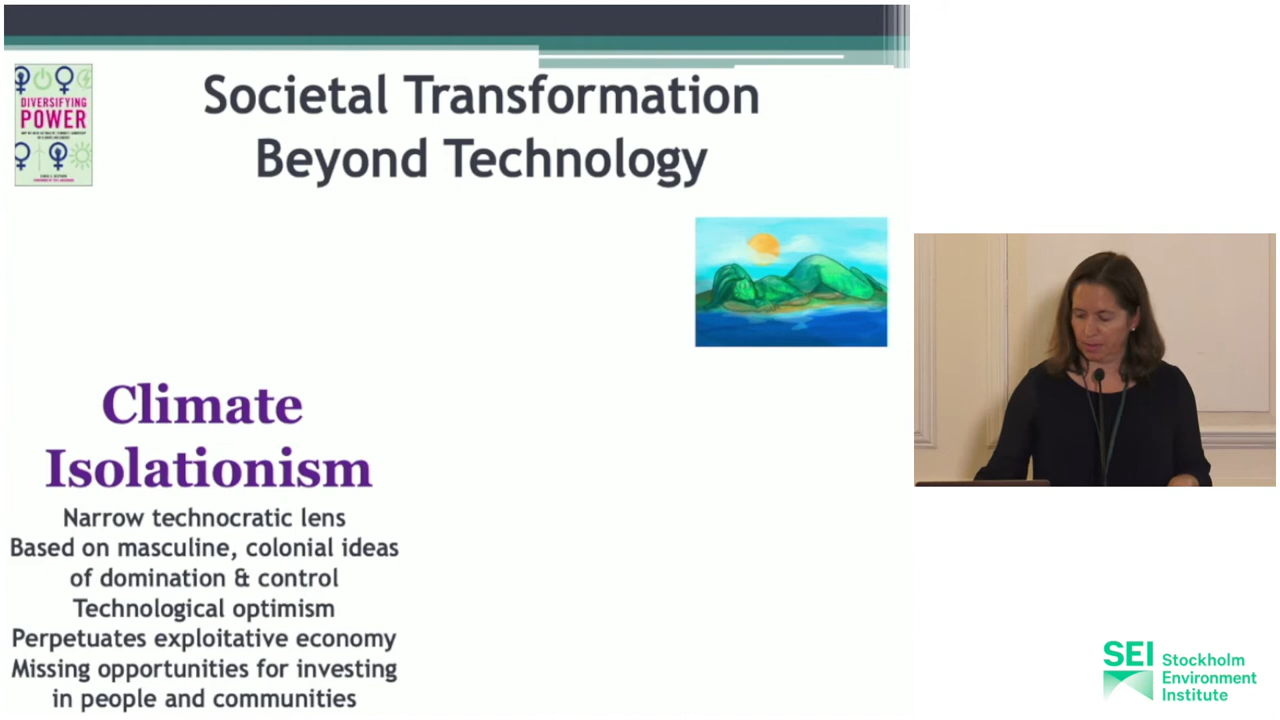 Societal Transformation
Beyond Technology
DIVERSIFYING
POWER
Climate
Isolationism
Narrow technocratic lens
Based on masculine, colonial ideas
of domination & control
Technological optimism
Perpetuates exploitative economy
Missing opportunities for investing
in people and communities
SEI Stockholm
Environment
Institute